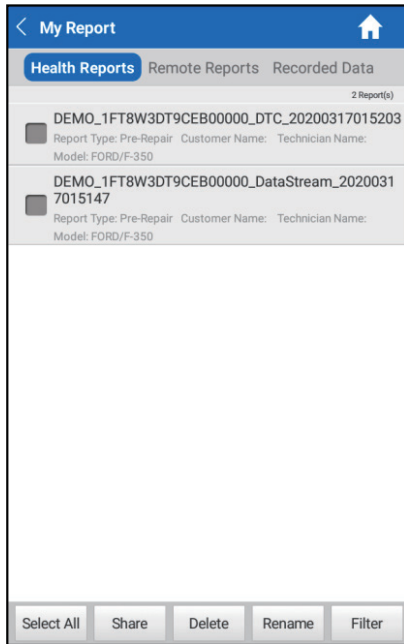 My Report
Health Reports Remote Reports Recorded Data
2 Report(s)
DEMO_1FT8W3DT9CEB00000_DTC_20200317015203
Report Type: Pre-Repair Customer Name: Technician Name:
Model: FORD/F-350
DEMO_1FT8W3DT9CEB00000_DataStream_2020031
7015147
Report Type: Pre-Repair Customer Name: Technician Name:
Model: FORD/F-350
Select All Share Delete Rename Filter